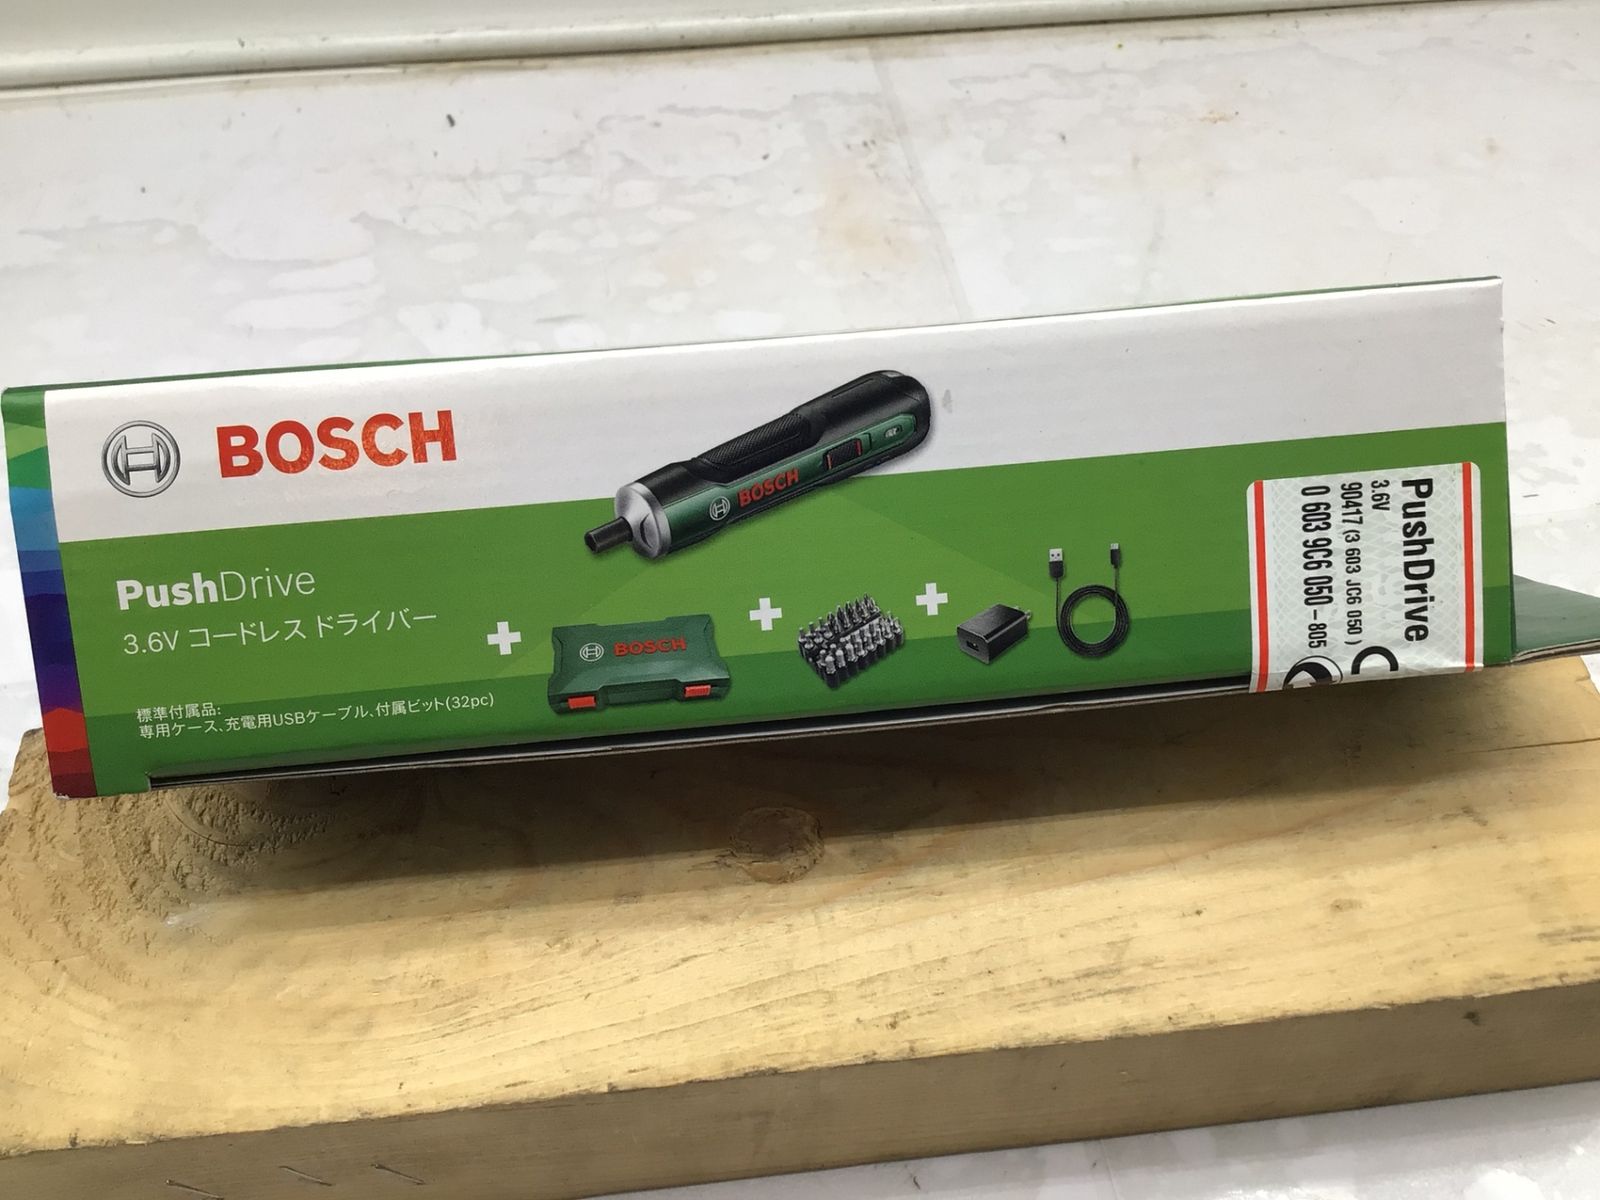 BOSCH
BOSCH
PushDrive
3.6V コードレス ドライバー
BOSCH
標準付属品:
専用ケース、充電用USBケーブル、付属ビット(32pc)
PushDrive
3.6V
90417 (3 603 JC6 050 )
0 603 9C6 050-805